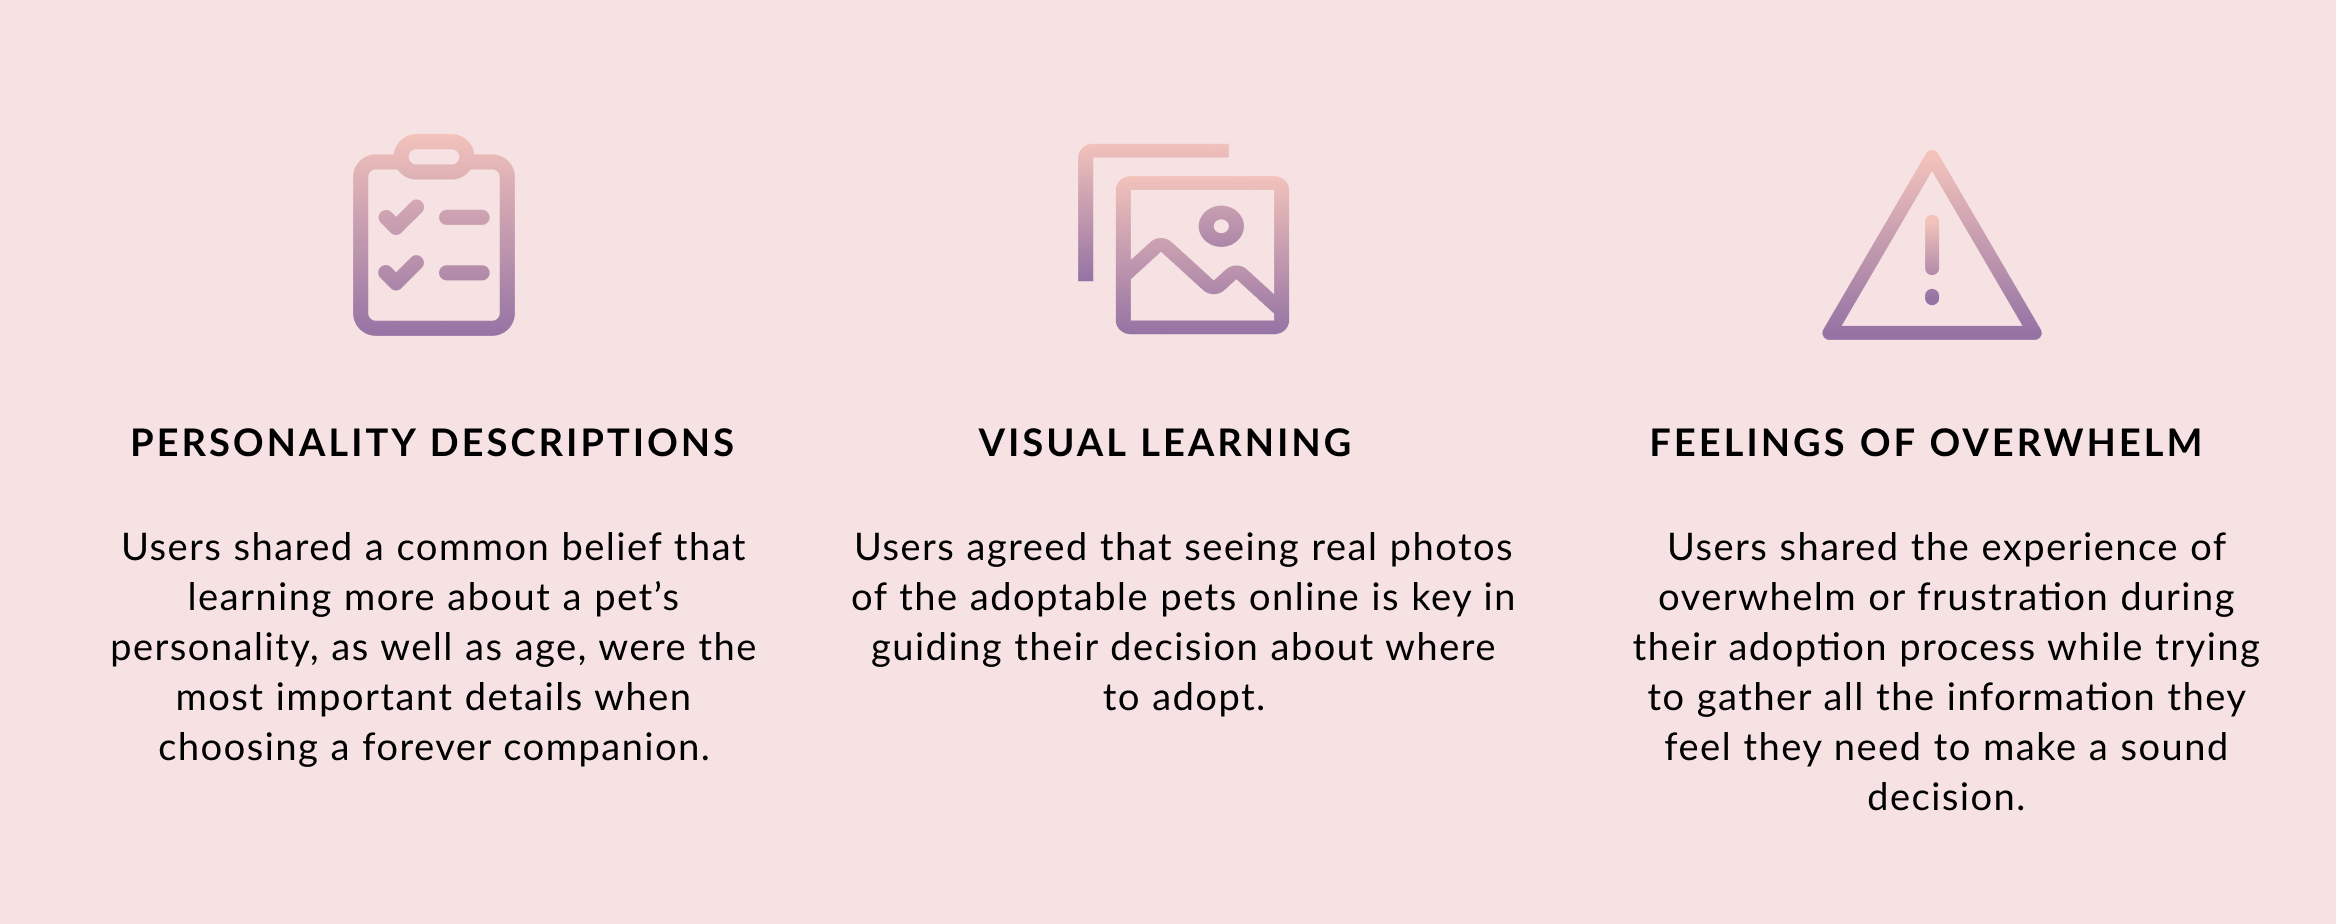 PERSONALITY DESCRIPTIONS
Users shared a common belief that
learning more about a pet’s
personality, as well as age, were the
most important details when
choosing a forever companion.
VISUAL LEARNING
Users agreed that seeing real photos
of the adoptable pets online is key in
guiding their decision about where
to adopt.
FEELINGS OF OVERWHELM
Users shared the experience of
overwhelm or frustration during
their adoption process while trying
to gather all the information they
feel they need to make a sound
decision.